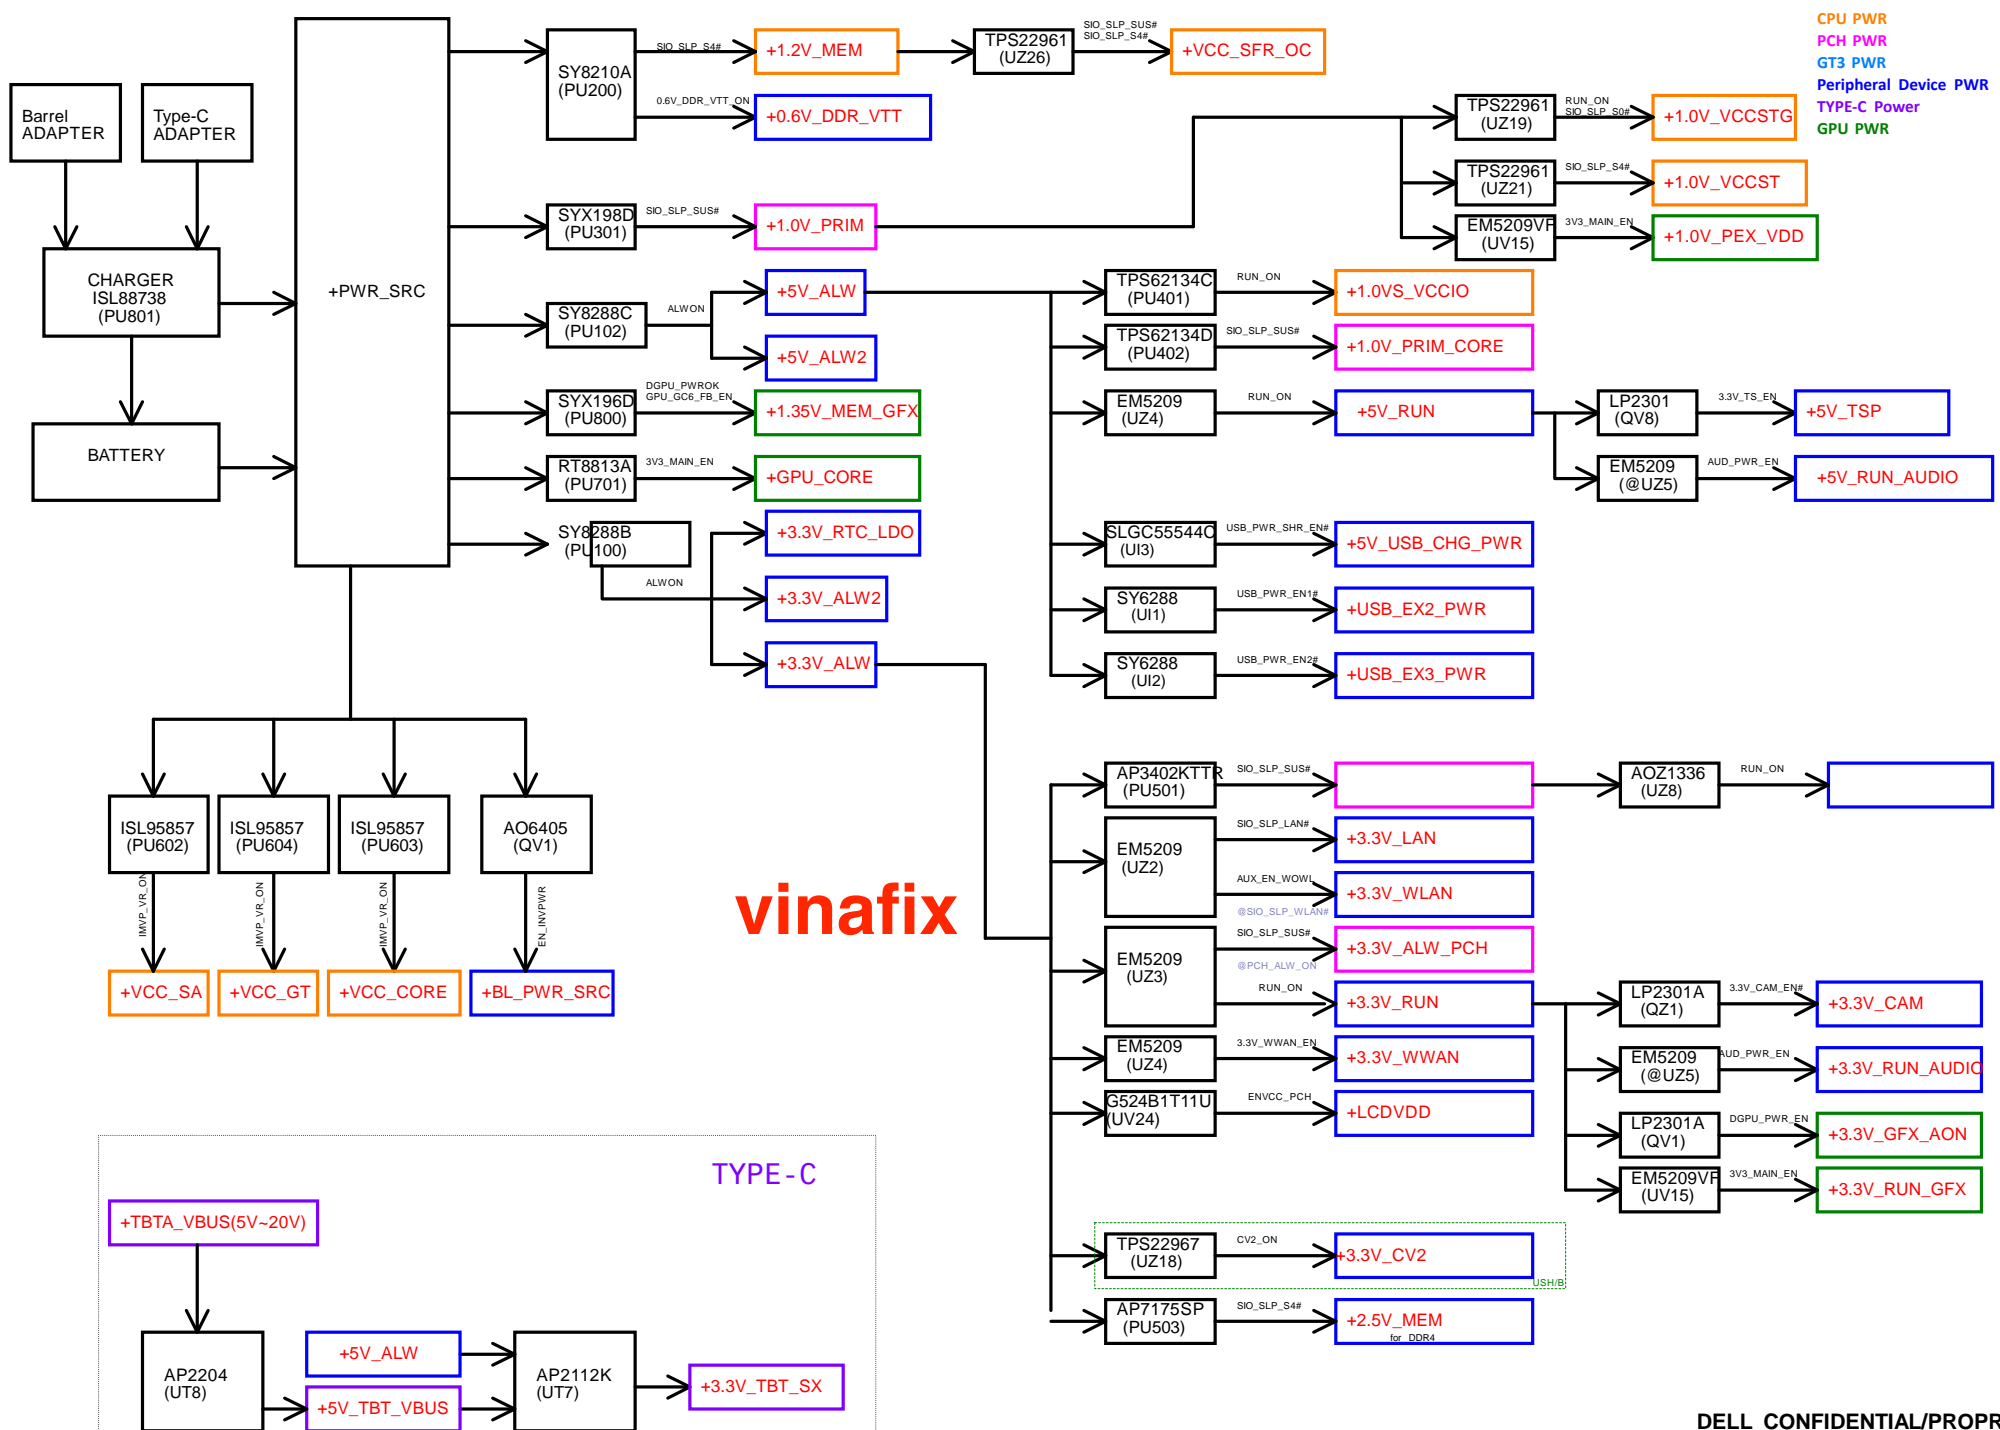 CPU PWR
PCH PWR
GT3 PWR
Peripheral Device PWR
TYPE-C Power
GPU PWR
Barrel
ADAPTER
Type-C
ADAPTER
CHARGER
ISL88738
(PU801)
BATTERY
+PWR_SRC
SY8210A
(PU200)
SIO_SLP_S4#
+1.2V_MEM
TPS22961
(UZ26)
SIO_SLP_SUS#
SIO_SLP_S4#
+VCC_SFR_OC
0.6V_DDR_VTT_ON
+0.6V_DDR_VTT
SYX198D
(PU301)
SIO_SLP_SUS#
+1.0V_PRIM
TPS22961
(UZ19)
RUN_ON
SIO_SLP_S0#
+1.0V_VCCSTG
TPS22961
(UZ21)
SIO_SLP_S4#
+1.0V_VCCST
EM5209VF
(UV15)
3V3_MAIN_EN
+1.0V_PEX_VDD
SY8288C
(PU102)
ALWON
+5V_ALW
+5V_ALW2
SYX196D
(PU800)
DGPU_PWROK
GPU_GC6_FB_EN
+1.35V_MEM_GFX
RT8813A
(PU701)
3V3_MAIN_EN
+GPU_CORE
SY8288B
(PU100)
ALWON
+3.3V_RTC_LDO
+3.3V_ALW2
+3.3V_ALW
TPS62134C
(PU401)
RUN_ON
+1.0VS_VCCIO
TPS62134D
(PU402)
SIO_SLP_SUS#
+1.0V_PRIM_CORE
EM5209
(UZ4)
RUN_ON
+5V_RUN
LP2301
(QV8)
3.3V_TS_EN
+5V_TSP
EM5209
(@UZ5)
AUD_PWR_EN
+5V_RUN_AUDIO
SLGC55544C
(UI3)
USB_PWR_SHR_EN#
+5V_USB_CHG_PWR
SY6288
(UI1)
USB_PWR_EN1#
+USB_EX2_PWR
SY6288
(UI2)
USB_PWR_EN2#
+USB_EX3_PWR
AP3402KTTR
(PU501)
SIO_SLP_SUS#
AOZ1336
(UZ8)
RUN_ON
EM5209
(UZ2)
SIO_SLP_LAN#
+3.3V_LAN
AUX_EN_WOWL
@SIO_SLP_WLAN#
+3.3V_WLAN
EM5209
(UZ3)
SIO_SLP_SUS#
@PCH_ALW_ON
+3.3V_ALW_PCH
RUN_ON
+3.3V_RUN
LP2301A
(QZ1)
3.3V_CAM_EN#
+3.3V_CAM
EM5209
(@UZ5)
AUD_PWR_EN
+3.3V_RUN_AUDIO
LP2301A
(QV1)
DGPU_PWR_EN
+3.3V_GFX_AON
EM5209VF
(UV15)
3V3_MAIN_EN
+3.3V_RUN_GFX
EM5209
(UZ4)
3.3V_WWAN_EN
+3.3V_WWAN
G524B1T11U
(UV24)
ENVCC_PCH
+LCDVDD
TPS22967
(UZ18)
CV2_ON
+3.3V_CV2
USH/B
AP7175SP
(PU503)
SIO_SLP_S4#
+2.5V_MEM
for DDR4
ISL95857
(PU602)
IMVP_VR_ON
+VCC_SA
ISL95857
(PU604)
IMVP_VR_ON
+VCC_GT
ISL95857
(PU603)
IMVP_VR_ON
+VCC_CORE
AO6405
(QV1)
EN_INVPWR
+BL_PWR_SRC
vinafix
TYPE-C
+TBTA_VBUS(5V~20V)
AP2204
(UT8)
+5V_ALW
+5V_TBT_VBUS
AP2112K
(UT7)
+3.3V_TBT_SX
DELL CONFIDENTIAL/PROPR